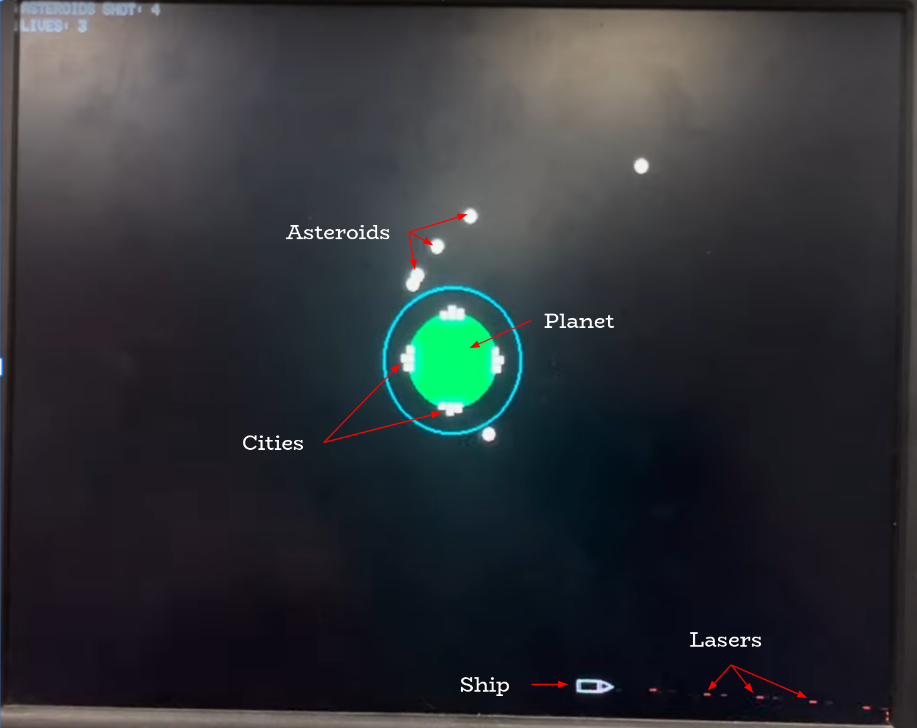 ASTEROIDS SHOT: 4
LIVES: 3
Asteroids
Planet
Cities
Lasers
Ship